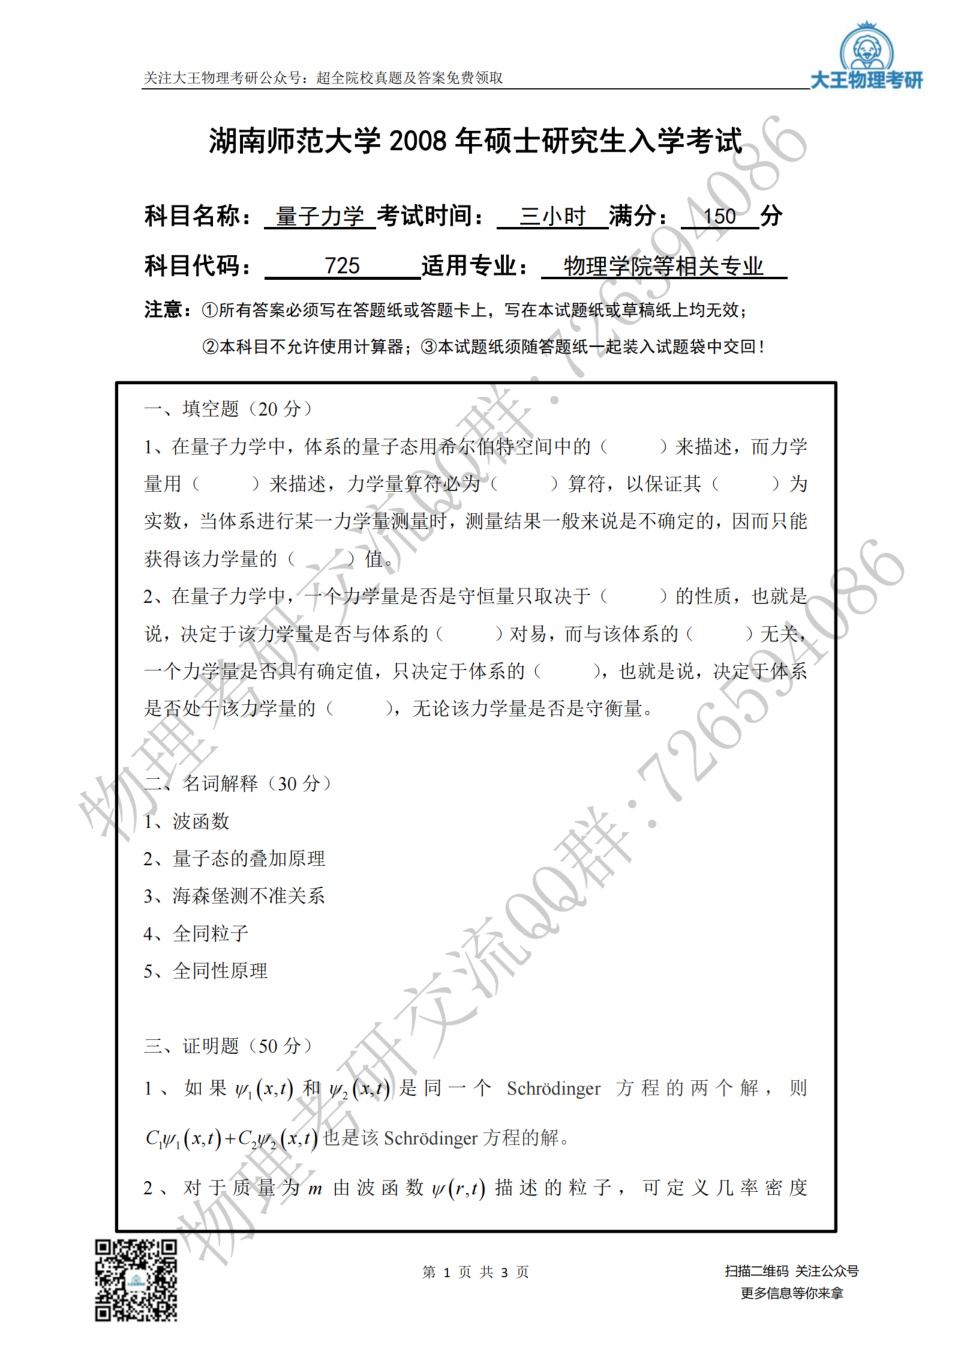 关注大王物理考研公众号：超全院校真题及答案免费领取
大王物理考研
湖南师范大学 2008 年硕士研究生入学考试
科目名称： 量子力学 考试时间： 三小时 满分： 150 分
科目代码： 725 适用专业： 物理学院等相关专业
注意：①所有答案必须写在答题纸或答题卡上，写在本试题纸或草稿纸上均无效；
②本科目不允许使用计算器；③本试题纸须随答题纸一起装入试题袋中交回！
一、填空题（20 分）
1、在量子力学中，体系的量子态用希尔伯特空间中的（　　）来描述，而力学
量用（　　）来描述，力学量算符必为（　　）算符，以保证其（　　）为
实数，当体系进行某一力学量测量时，测量结果一般来说是不确定的，因而只能
获得该力学量的（　　）值。
2、在量子力学中，一个力学量是否是守恒量只取决于（　　）的性质，也就是
说，决定于该力学量是否与体系的（　　）对易，而与该体系的（　　）无关，
一个力学量是否具有确定值，只决定于体系的（　　），也就是说，决定于体系
是否处于该力学量的（　　），无论该力学量是否是守衡量。
二、名词解释（30 分）
1、波函数
2、量子态的叠加原理
3、海森堡测不准关系
4、全同粒子
5、全同性原理
三、证明题（50 分）
1、如果 ψ₁(x,t) 和 ψ₂(x,t) 是同一个 Schrödinger 方程的两个解，则
C₁ψ₁(x,t)+C₂ψ₂(x,t) 也是该 Schrödinger 方程的解。
2、对于质量为 m 由波函数 ψ(r,t) 描述的粒子，可定义几率密度
物理考研交流QQ群：726594086
物理考研交流QQ群：726594086
大王物理考研
第 1 页 共 3 页
扫描二维码 关注公众号
更多信息等你来拿